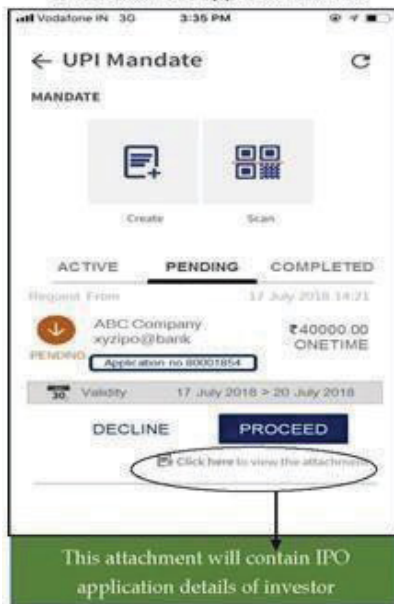 Vodafone IN 3G 3:35 PM
← UPI Mandate
MANDATE
Create Scan
ACTIVE PENDING COMPLETED
Request From 17 July 2018 14:21
ABC Company ₹40000.00
xyzipo@bank ONETIME
PENDING Application no 80001854
30 Validity 17 July 2018 > 20 July 2018
DECLINE PROCEED
Click here to view the attachment
This attachment will contain IPO
application details of investor